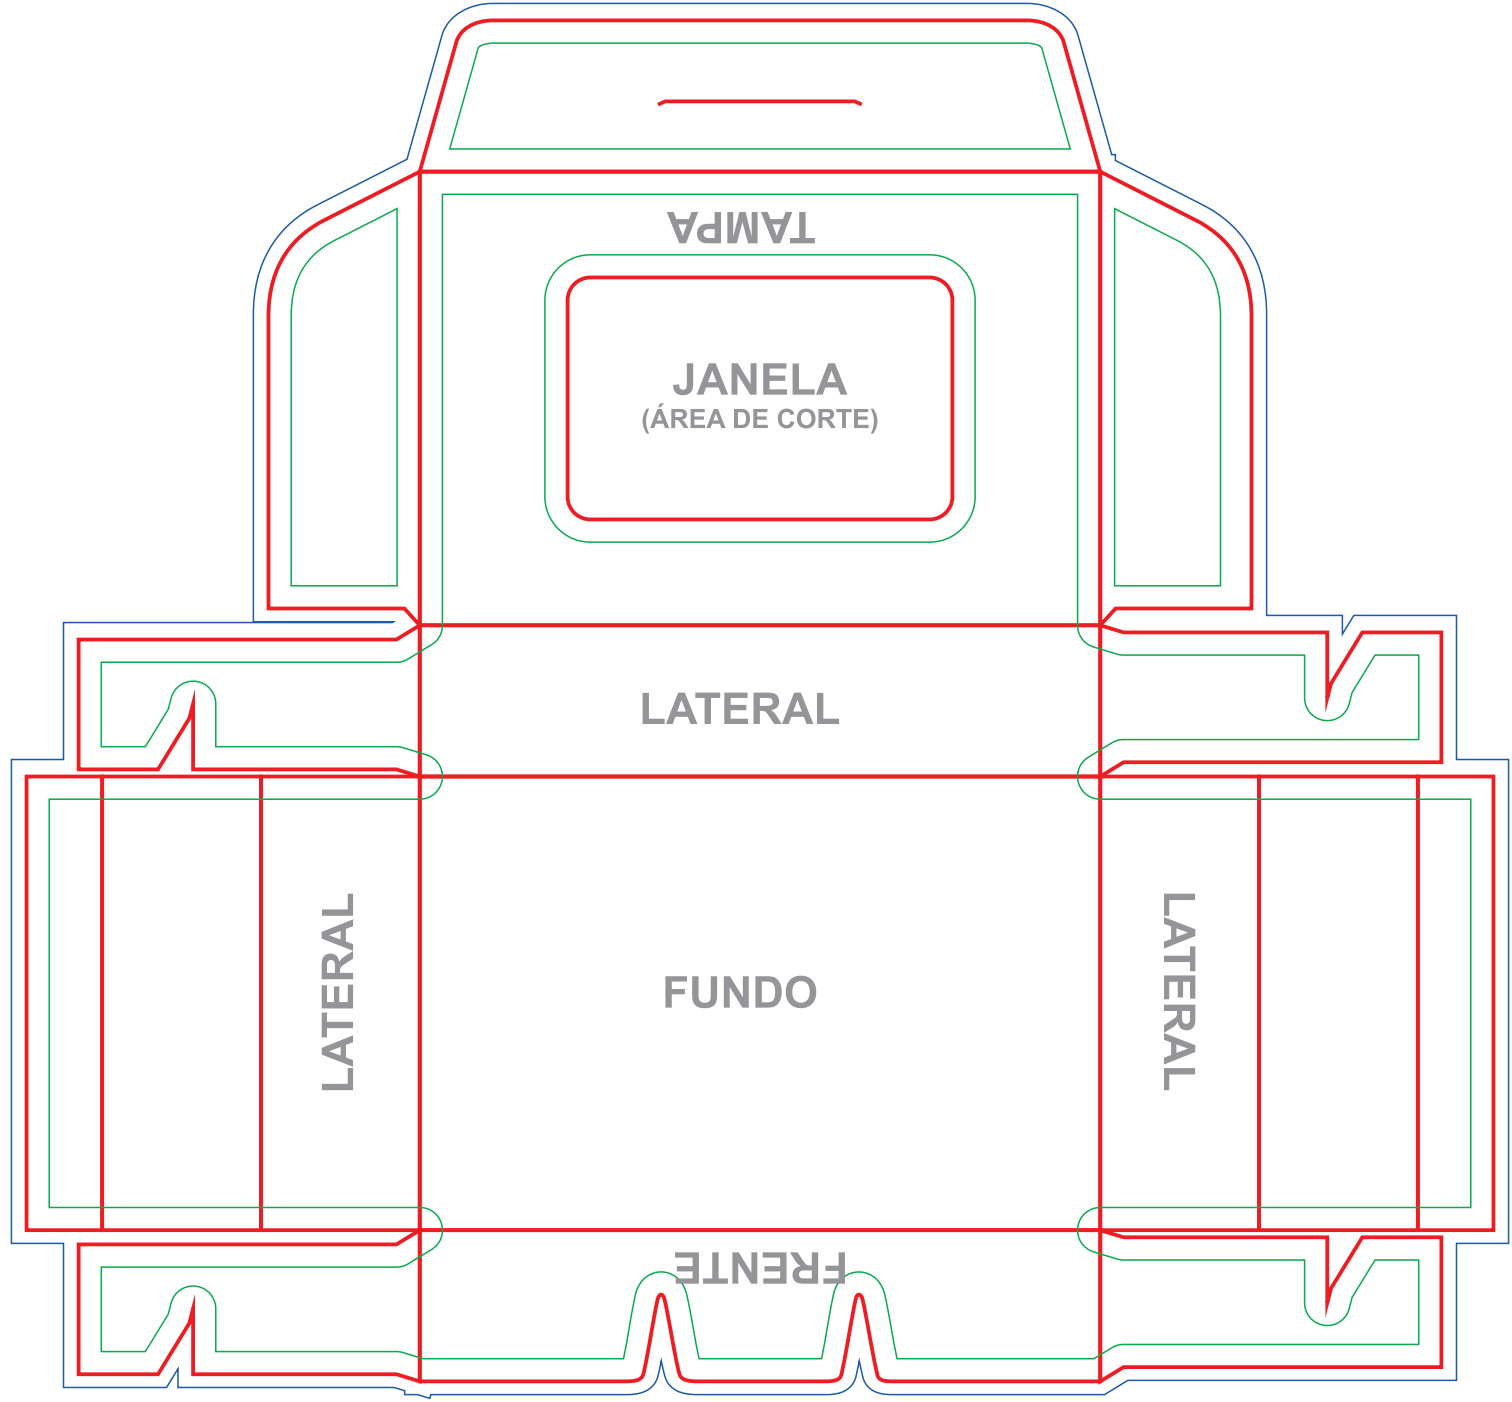 TAMPA
JANELA
(ÁREA DE CORTE)
LATERAL
LATERAL
FUNDO
LATERAL
FRENTE